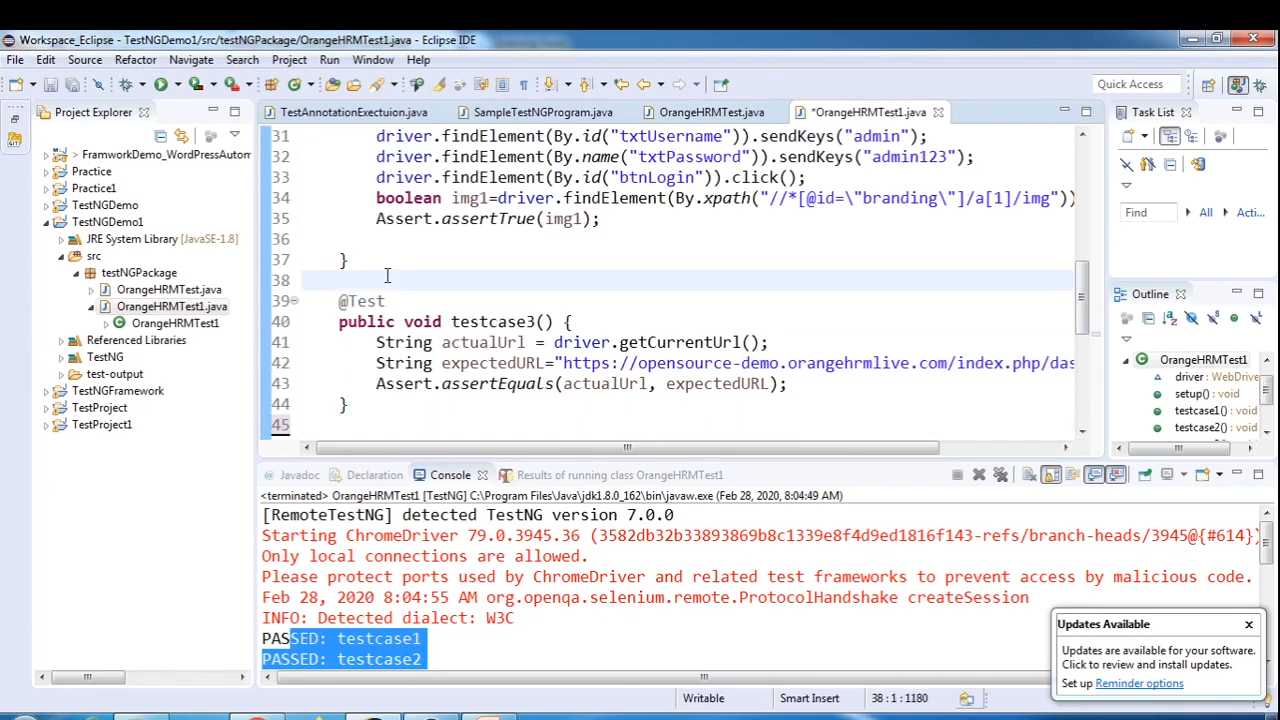 Workspace_Eclipse - TestNGDemo1/src/testNGPackage/OrangeHRMTest1.java - Eclipse IDE
File Edit Source Refactor Navigate Search Project Run Window Help
Quick Access
Project Explorer
TestAnnotationExectuion.java
SampleTestNGProgram.java
OrangeHRMTest.java
*OrangeHRMTest1.java
Task List
> FramworkDemo_WordPressAutom
Practice
Practice1
TestNGDemo
TestNGDemo1
JRE System Library [JavaSE-1.8]
src
testNGPackage
OrangeHRMTest.java
OrangeHRMTest1.java
OrangeHRMTest1
Referenced Libraries
TestNG
test-output
TestNGFramework
TestProject
TestProject1
31 driver.findElement(By.id("txtUsername")).sendKeys("admin");
32 driver.findElement(By.name("txtPassword")).sendKeys("admin123");
33 driver.findElement(By.id("btnLogin")).click();
34 boolean img1=driver.findElement(By.xpath("//*[@id=\"branding\"]/a[1]/img"))
35 Assert.assertTrue(img1);
36
37 }
38
39 @Test
40 public void testcase3() {
41 String actualUrl = driver.getCurrentUrl();
42 String expectedURL="https://opensource-demo.orangehrmlive.com/index.php/das
43 Assert.assertEquals(actualUrl, expectedURL);
44 }
45
Find All Acti...
Outline
OrangeHRMTest1
driver : WebDrive
setup() : void
testcase1() : void
testcase2() : void
Javadoc Declaration Console Results of running class OrangeHRMTest1
<terminated> OrangeHRMTest1 [TestNG] C:\Program Files\Java\jdk1.8.0_162\bin\javaw.exe (Feb 28, 2020, 8:04:49 AM)
[RemoteTestNG] detected TestNG version 7.0.0
Starting ChromeDriver 79.0.3945.36 (3582db32b33893869b8c1339e8f4d9ed1816f143-refs/branch-heads/3945@{#614})
Only local connections are allowed.
Please protect ports used by ChromeDriver and related test frameworks to prevent access by malicious code.
Feb 28, 2020 8:04:55 AM org.openqa.selenium.remote.ProtocolHandshake createSession
INFO: Detected dialect: W3C
PASSED: testcase1
PASSED: testcase2
Updates Available
Updates are available for your software.
Click to review and install updates.
Set up Reminder options
Writable Smart Insert 38 : 1 : 1180